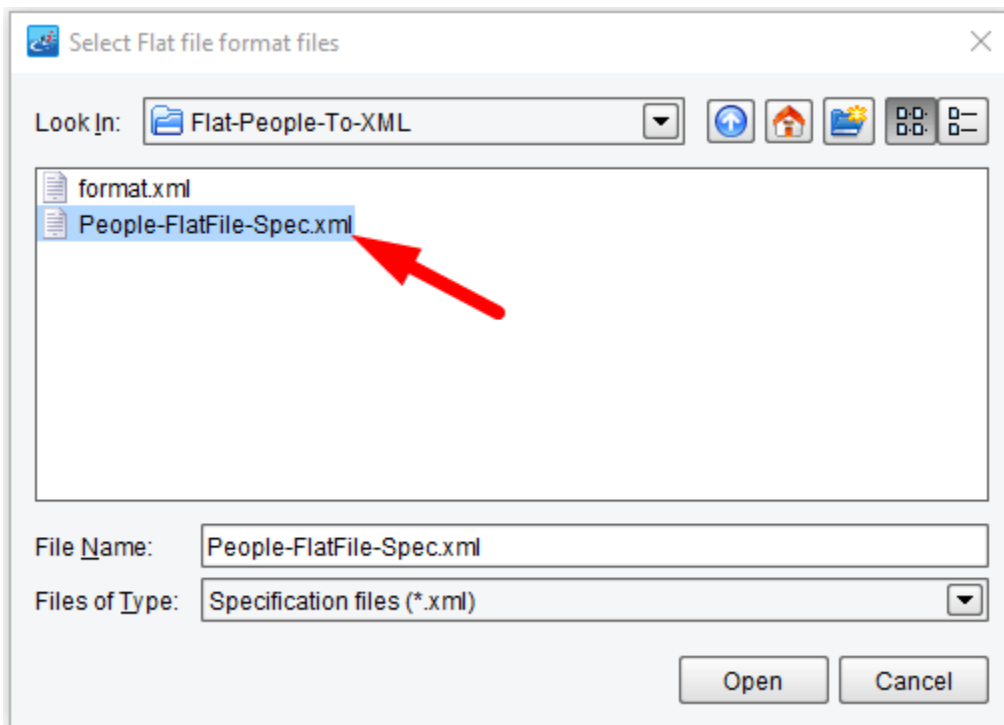 Select Flat file format files
Look In: Flat-People-To-XML
format.xml
People-FlatFile-Spec.xml
File Name: People-FlatFile-Spec.xml
Files of Type: Specification files (*.xml)
Open Cancel